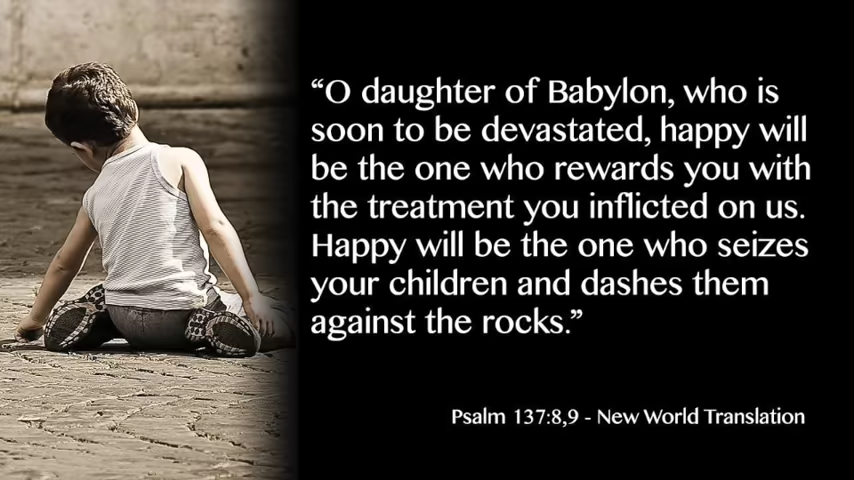 “O daughter of Babylon, who is
soon to be devastated, happy will
be the one who rewards you with
the treatment you inflicted on us.
Happy will be the one who seizes
your children and dashes them
against the rocks.”
Psalm 137:8,9 - New World Translation